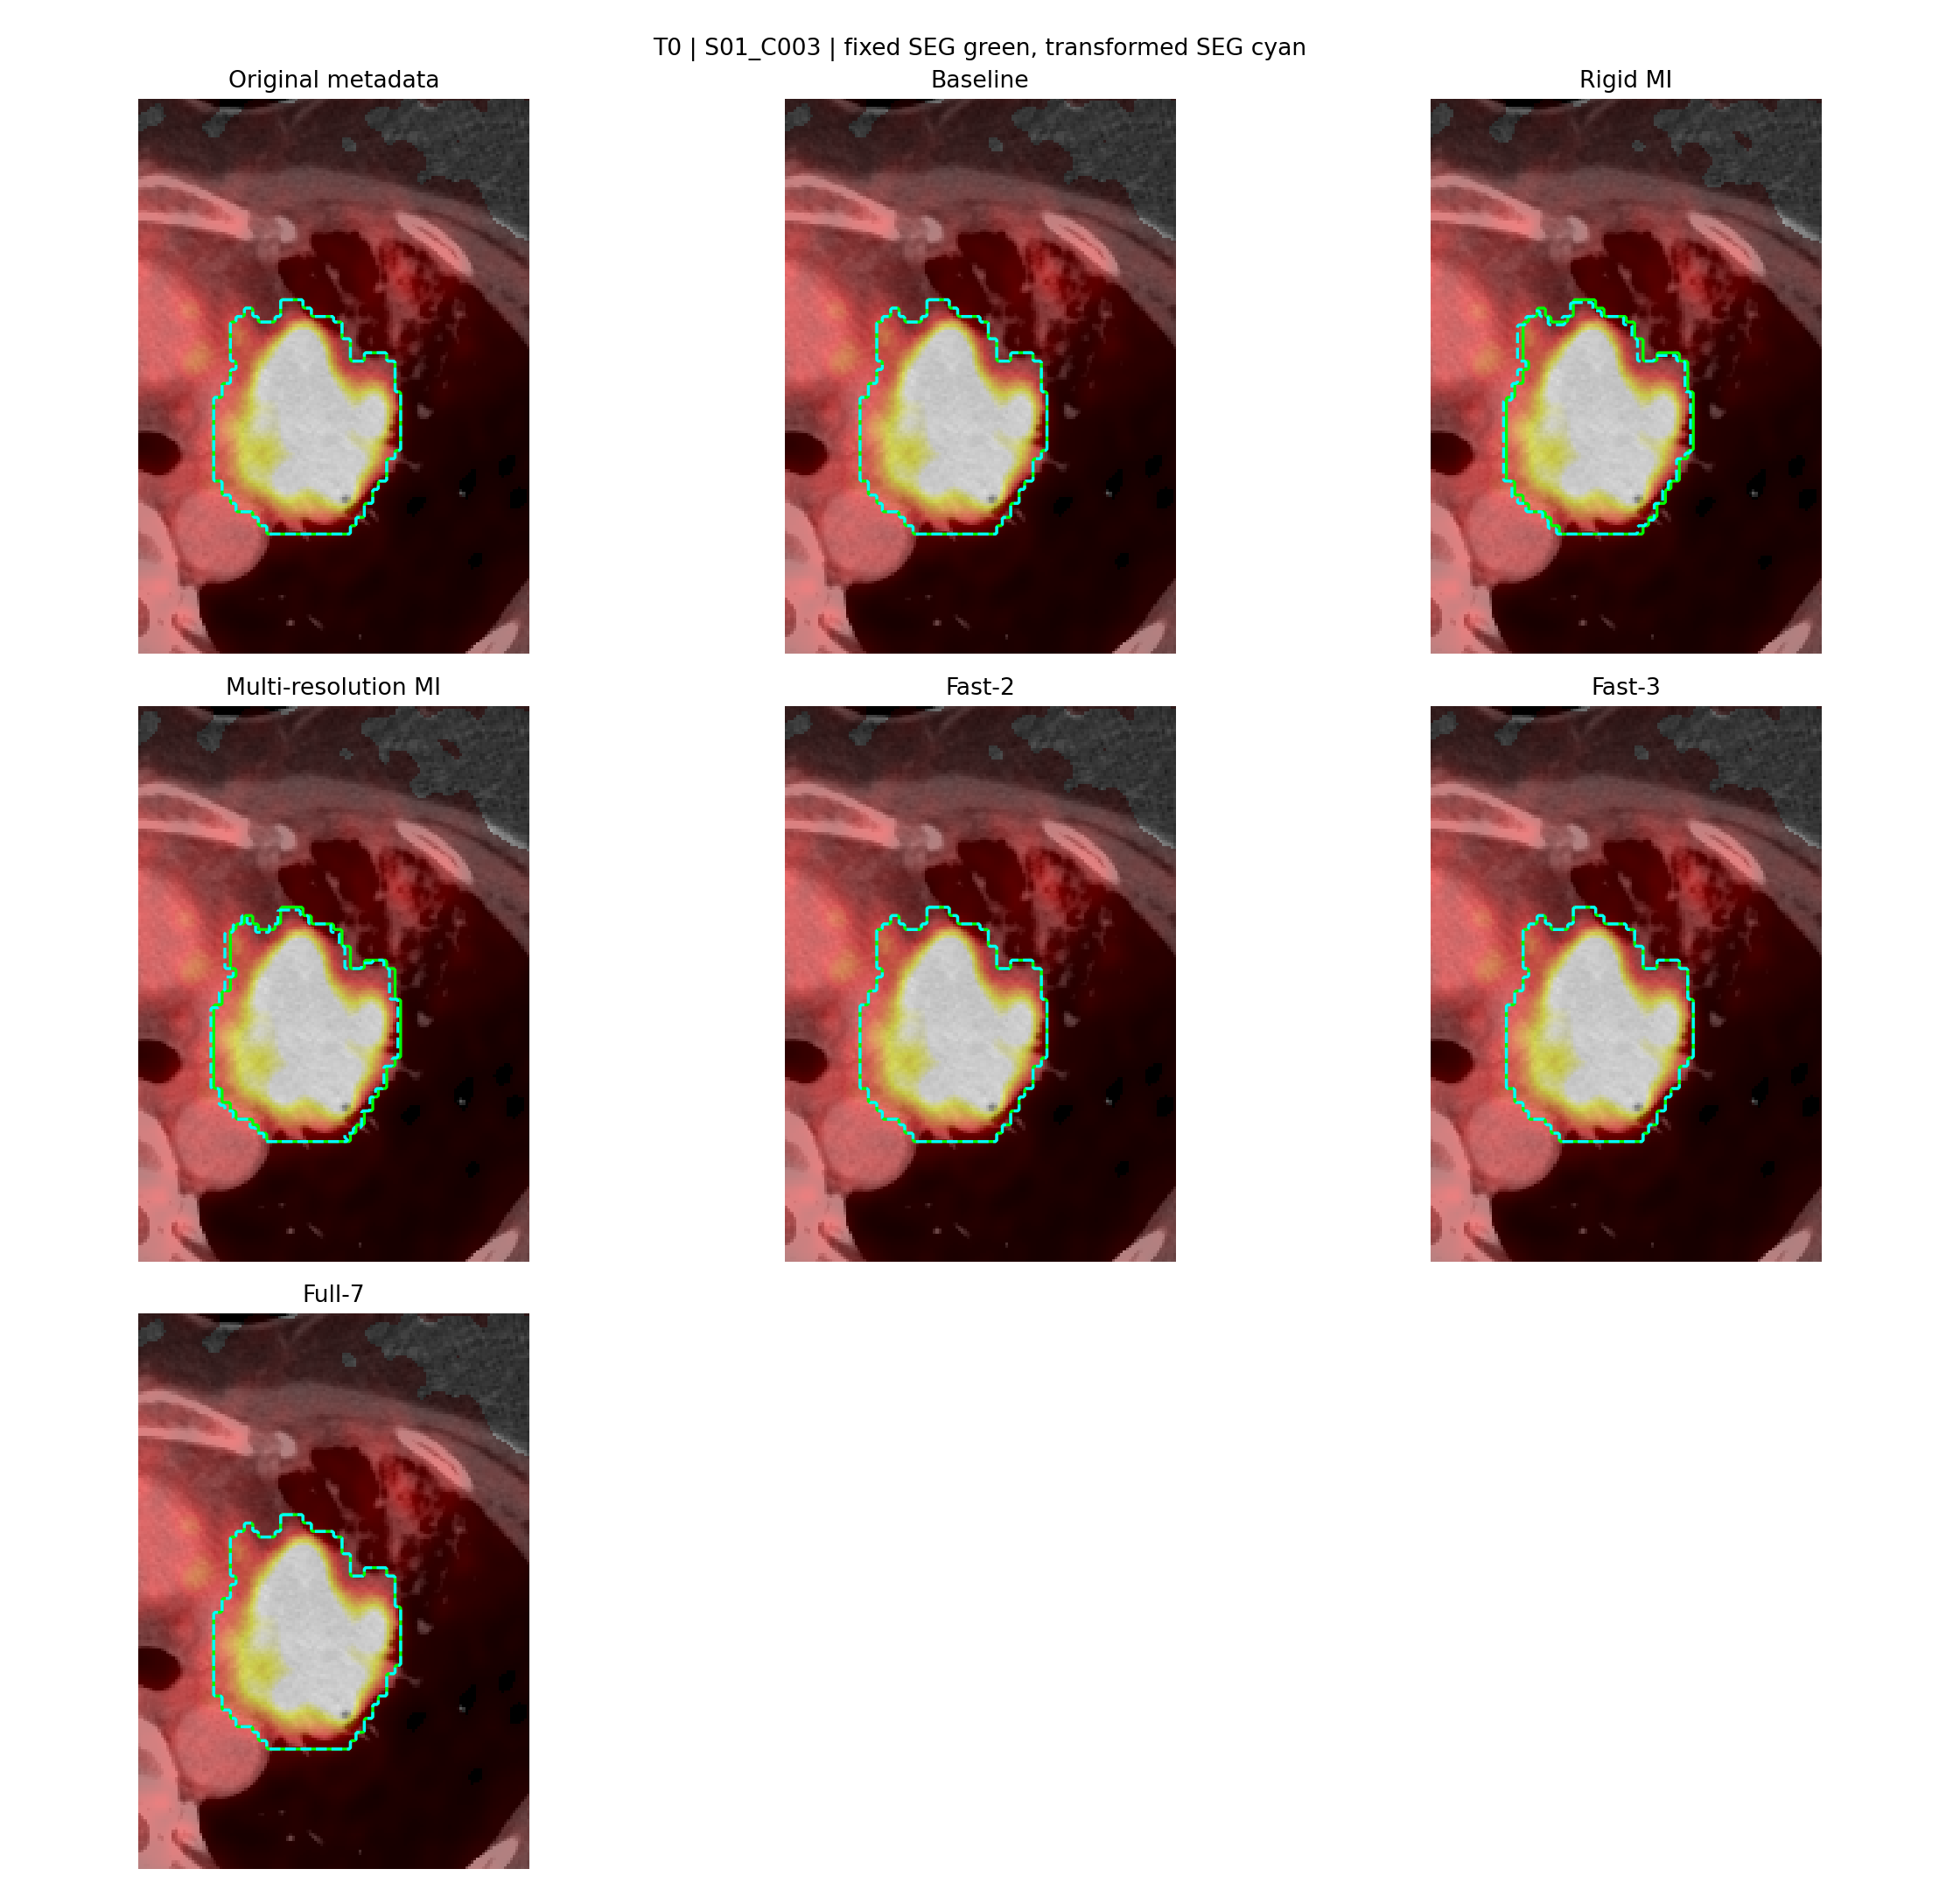 T0 | S01_C003 | fixed SEG green, transformed SEG cyan
Original metadata
Baseline
Rigid MI
Multi-resolution MI
Fast-2
Fast-3
Full-7